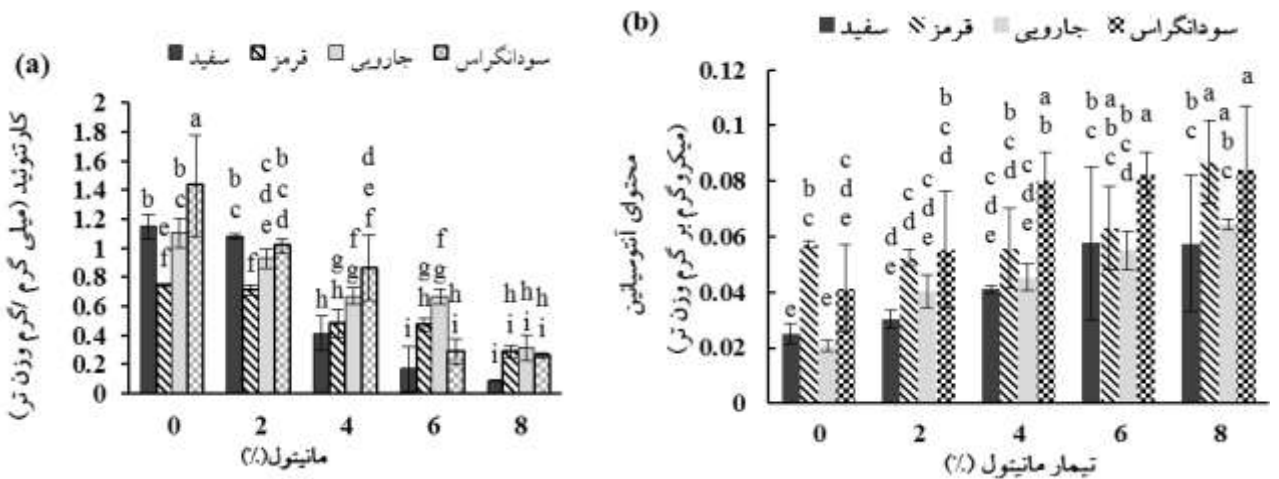 (a)
سفید قرمز جارویی سودانگراس
کارتنوئید (میلی گرم /گرم وزن تر)
2
1.8
1.6
1.4
1.2
1
0.8
0.6
0.4
0.2
0
b e f b c a
b c f c d e b c d
h g h f g d e f
i g h f g h i
i h i h i h i
0 2 4 6 8
مانیتول(٪)
(b)
سفید قرمز جارویی سودانگراس
محتوای آنتوسیانین
(میکروگرم بر گرم وزن تر)
0.12
0.1
0.08
0.06
0.04
0.02
0
e b c e c d e
d e c d c d e b c d
c d e b c d c d e a b
b c a b c b c d a
b c a a b c a
0 2 4 6 8
تیمار مانیتول (٪)